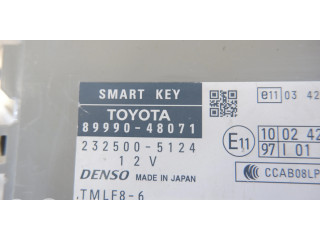 SMART KEY
TOYOTA
89990-48071
232500-5124
12V
DENSO MADE IN JAPAN
TMLF8-6
e11 03 42
E11
10 02 42
97 I 01
CCAB08LP